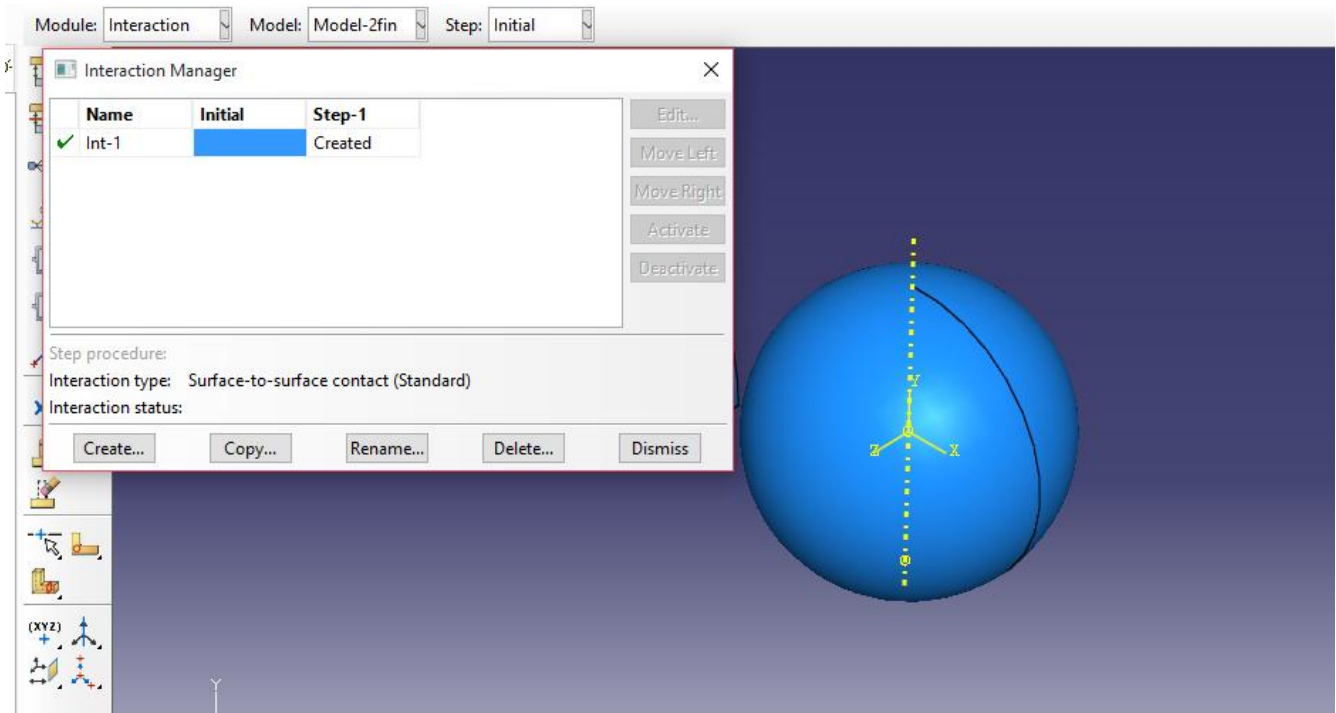 Module: Interaction Model: Model-2fin Step: Initial
Interaction Manager
Name Initial Step-1
Int-1 Created
Edit...
Move Left
Move Right
Activate
Deactivate
Step procedure:
Interaction type: Surface-to-surface contact (Standard)
Interaction status:
Create... Copy... Rename... Delete... Dismiss
Y
Z X
(XYZ)
Y